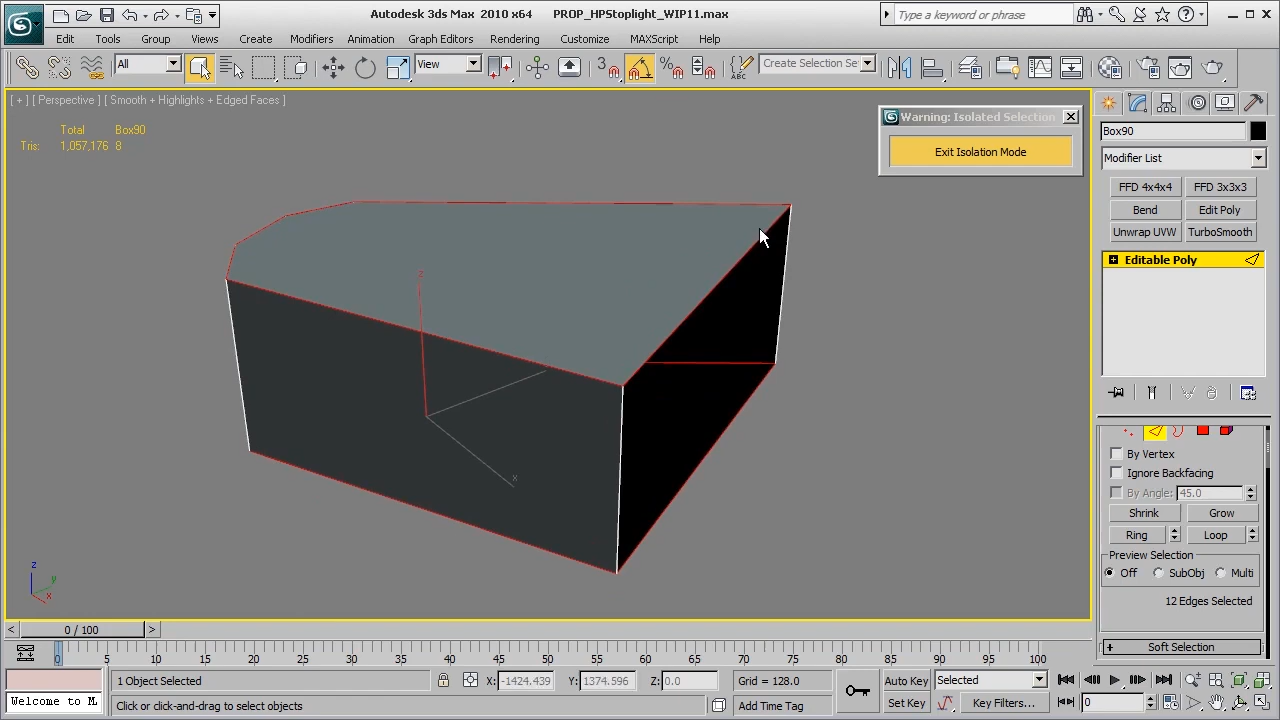 Autodesk 3ds Max 2010 x64 PROP_HPStoplight_WIP11.max
Type a keyword or phrase
Edit Tools Group Views Create Modifiers Animation Graph Editors Rendering Customize MAXScript Help
All View 3 % ABC Create Selection Se
[ + ] [ Perspective ] [ Smooth + Highlights + Edged Faces ]
Total Box90
Tris: 1,057,176 8
Warning: Isolated Selection
Exit Isolation Mode
Box90
Modifier List
FFD 4x4x4 FFD 3x3x3
Bend Edit Poly
Unwrap UVW TurboSmooth
Editable Poly
By Vertex
Ignore Backfacing
By Angle: 45.0
Shrink Grow
Ring Loop
Preview Selection
Off SubObj Multi
12 Edges Selected
+ Soft Selection
z
x
z
y
x
< 0 / 100 >
0 5 10 15 20 25 30 35 40 45 50 55 60 65 70 75 80 85 90 95 100
1 Object Selected X: -1424.439 Y: 1374.596 Z: 0.0 Grid = 128.0 Auto Key Selected
Welcome to M Click or click-and-drag to select objects Add Time Tag Set Key Key Filters... 0